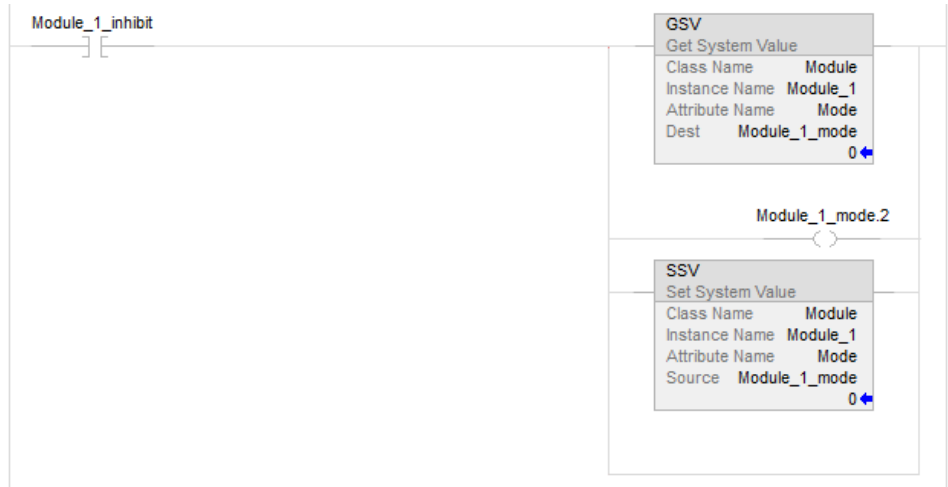 Module_1_inhibit
GSV
Get System Value
Class Name Module
Instance Name Module_1
Attribute Name Mode
Dest Module_1_mode
0
Module_1_mode.2
SSV
Set System Value
Class Name Module
Instance Name Module_1
Attribute Name Mode
Source Module_1_mode
0